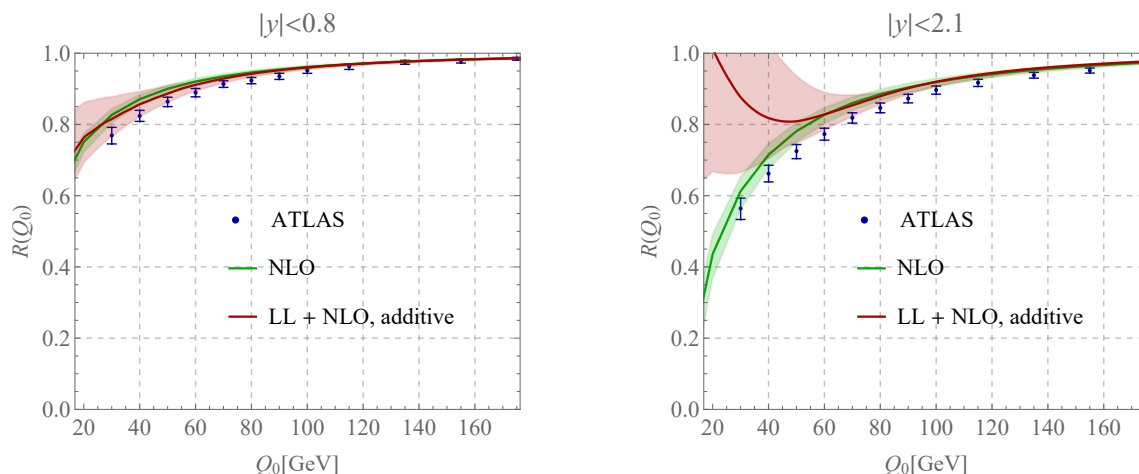 |y|<0.8
R(Q₀)
1.0
0.8
0.6
0.4
0.2
0.0
ATLAS
NLO
LL + NLO, additive
20 40 60 80 100 120 140 160
Q₀[GeV]
|y|<2.1
R(Q₀)
1.0
0.8
0.6
0.4
0.2
0.0
ATLAS
NLO
LL + NLO, additive
20 40 60 80 100 120 140 160
Q₀[GeV]